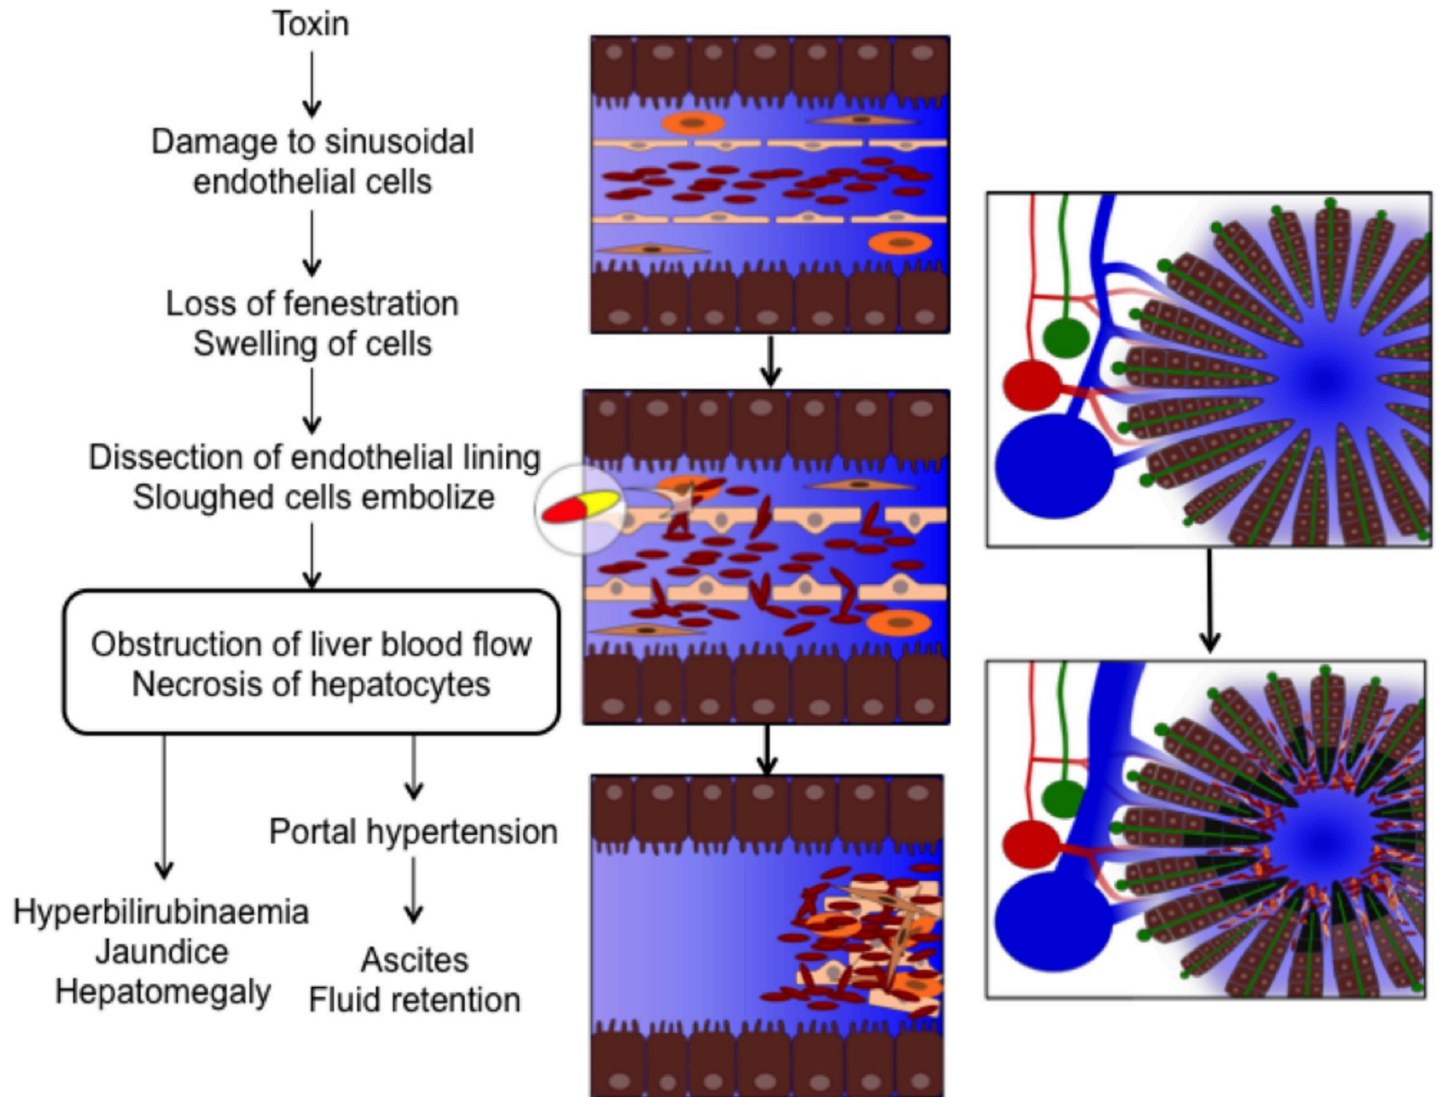 Toxin
Damage to sinusoidal
endothelial cells
Loss of fenestration
Swelling of cells
Dissection of endothelial lining
Sloughed cells embolize
Obstruction of liver blood flow
Necrosis of hepatocytes
Portal hypertension
Hyperbilirubinaemia
Jaundice
Hepatomegaly
Ascites
Fluid retention